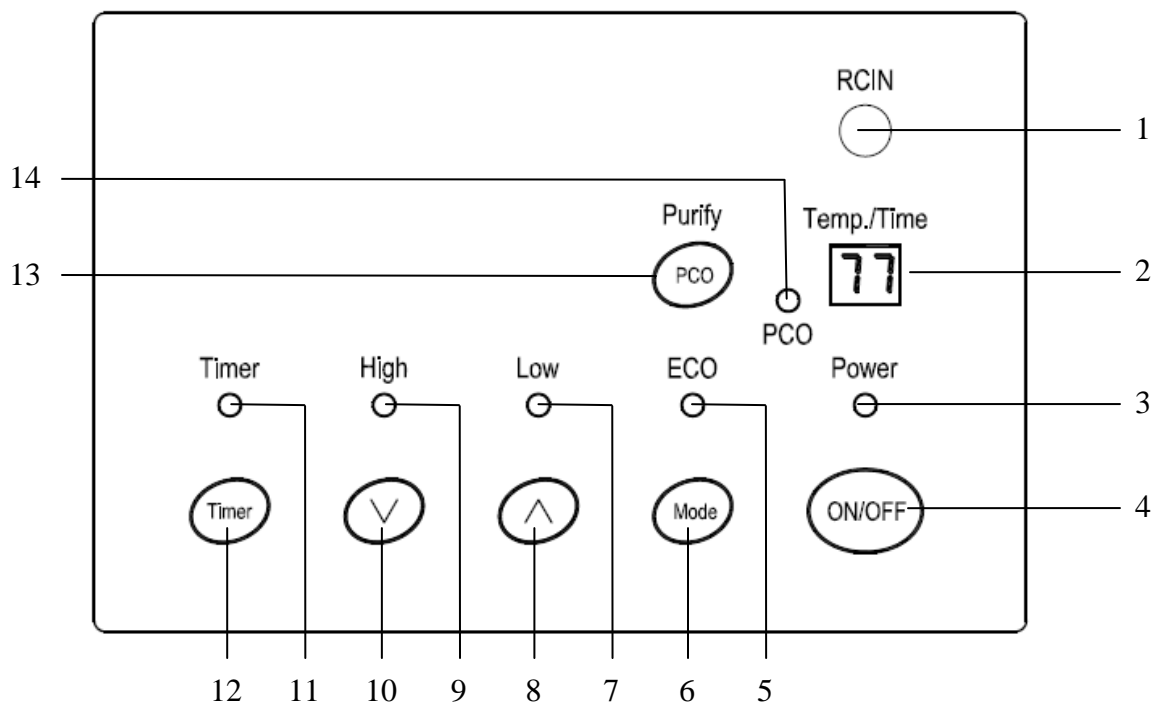 RCIN
1
14
Purify
Temp./Time
13
PCO
77
2
PCO
Timer
High
Low
ECO
Power
3
Timer
Mode
ON/OFF
4
12
11
10
9
8
7
6
5